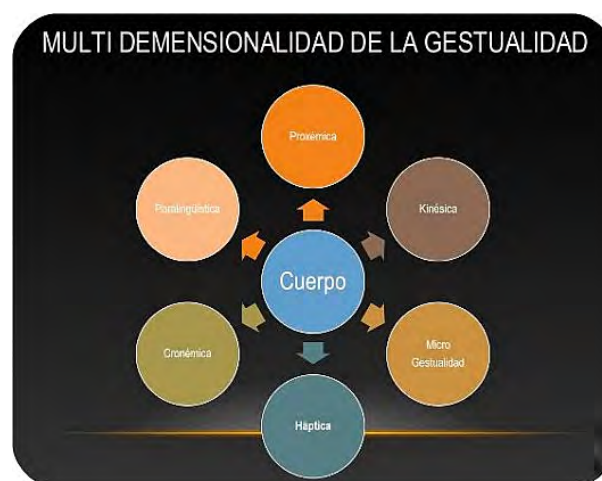 MULTI DEMENSIONALIDAD DE LA GESTUALIDAD
Proxémica
Paralingüística
Kinésica
Cuerpo
Cronémica
Micro
Gestualidad
Háptica